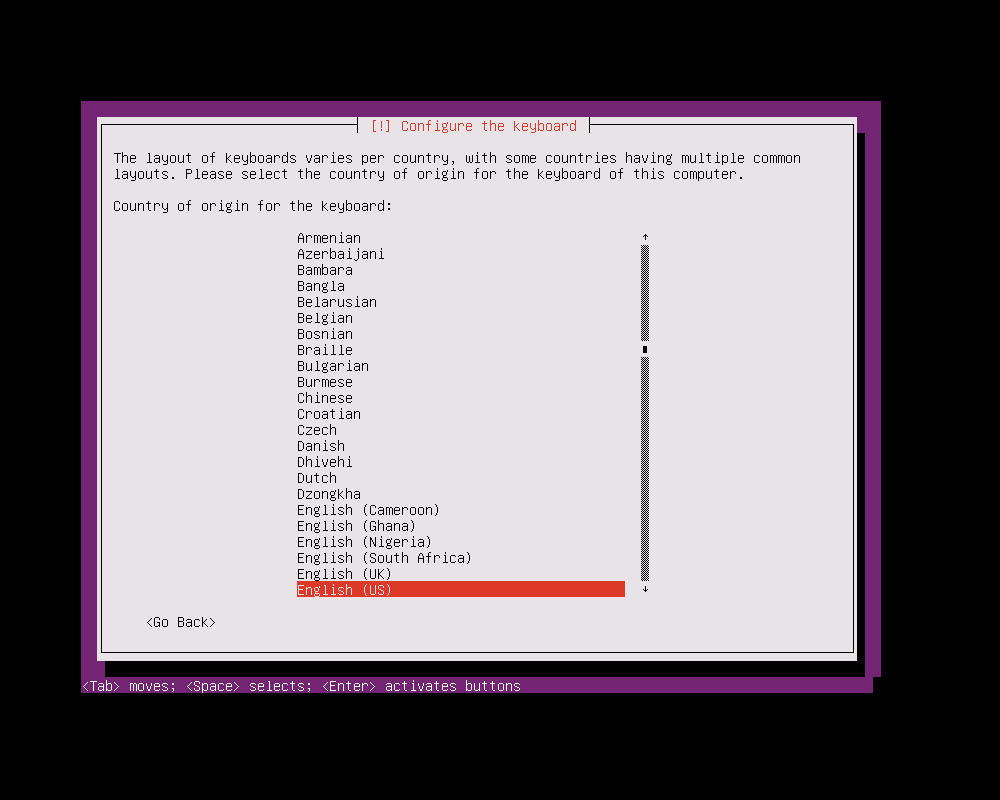 [!] Configure the keyboard
The layout of keyboards varies per country, with some countries having multiple common
layouts. Please select the country of origin for the keyboard of this computer.
Country of origin for the keyboard:
Armenian
Azerbaijani
Bambara
Bangla
Belarusian
Belgian
Bosnian
Braille
Bulgarian
Burmese
Chinese
Croatian
Czech
Danish
Dhivehi
Dutch
Dzongkha
English (Cameroon)
English (Ghana)
English (Nigeria)
English (South Africa)
English (UK)
English (US)
<Go Back>
<Tab> moves; <Space> selects; <Enter> activates buttons